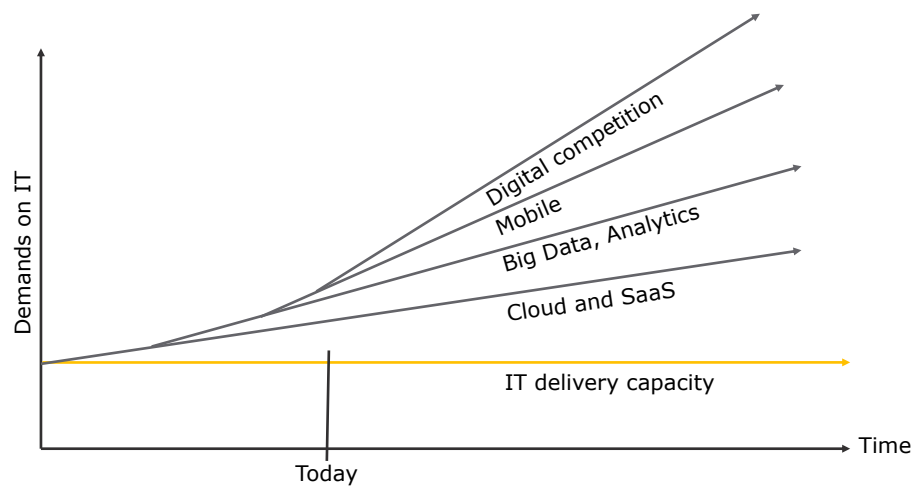 Demands on IT
Digital competition
Mobile
Big Data, Analytics
Cloud and SaaS
IT delivery capacity
Time
Today